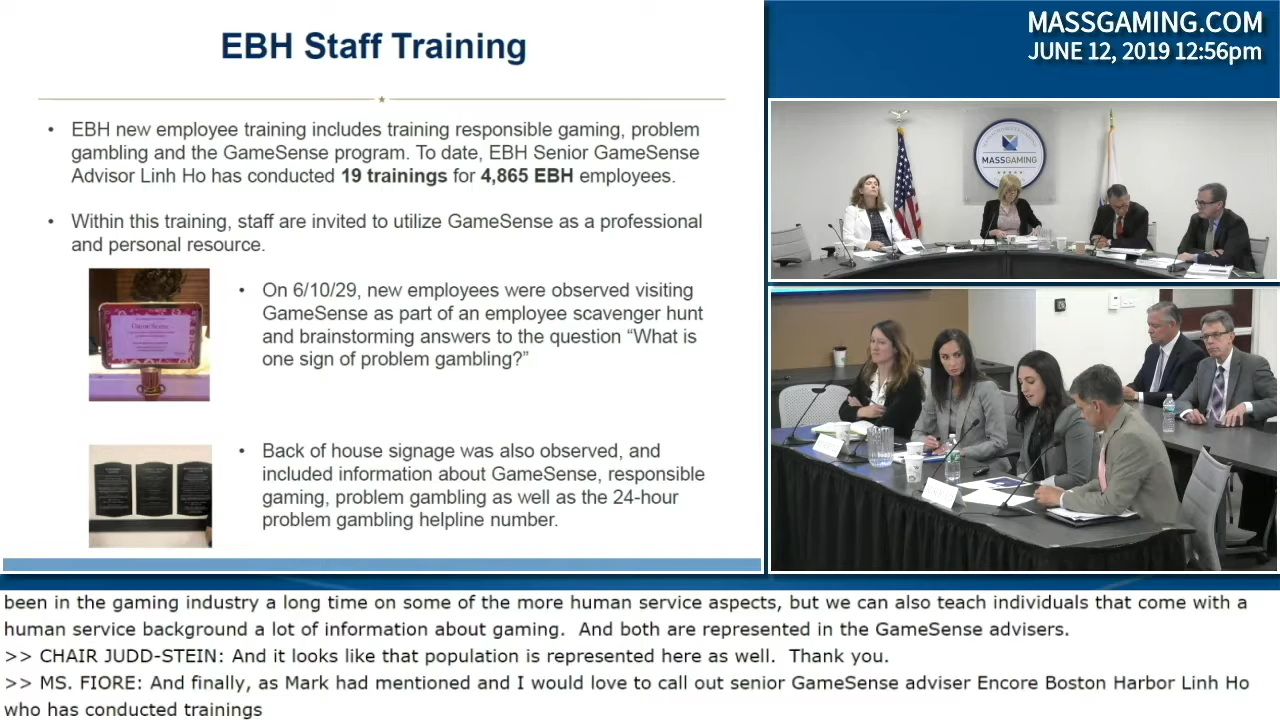 EBH Staff Training
• EBH new employee training includes training responsible gaming, problem
gambling and the GameSense program. To date, EBH Senior GameSense
Advisor Linh Ho has conducted 19 trainings for 4,865 EBH employees.
• Within this training, staff are invited to utilize GameSense as a professional
and personal resource.
• On 6/10/29, new employees were observed visiting
GameSense as part of an employee scavenger hunt
and brainstorming answers to the question “What is
one sign of problem gambling?”
• Back of house signage was also observed, and
included information about GameSense, responsible
gaming, problem gambling as well as the 24-hour
problem gambling helpline number.
GameSense
MASSGAMING.COM
JUNE 12, 2019 12:56pm
MASSGAMING
been in the gaming industry a long time on some of the more human service aspects, but we can also teach individuals that come with a
human service background a lot of information about gaming.  And both are represented in the GameSense advisers.
>> CHAIR JUDD-STEIN: And it looks like that population is represented here as well.  Thank you.
>> MS. FIORE: And finally, as Mark had mentioned and I would love to call out senior GameSense adviser Encore Boston Harbor Linh Ho
who has conducted trainings